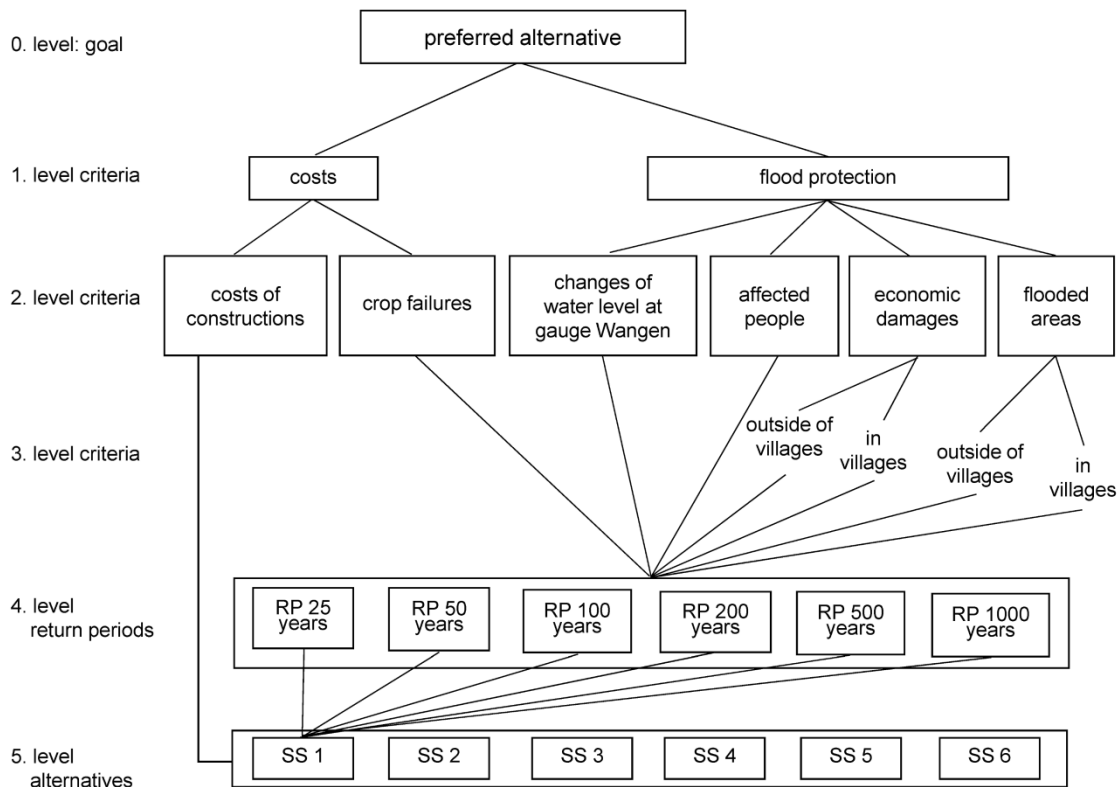 0. level: goal
preferred alternative
1. level criteria
costs
flood protection
2. level criteria
costs of
constructions
crop failures
changes of
water level at
gauge Wangen
affected
people
economic
damages
flooded
areas
3. level criteria
outside of
villages
in
villages
outside of
villages
in
villages
4. level
return periods
RP 25
years
RP 50
years
RP 100
years
RP 200
years
RP 500
years
RP 1000
years
5. level
alternatives
SS 1
SS 2
SS 3
SS 4
SS 5
SS 6